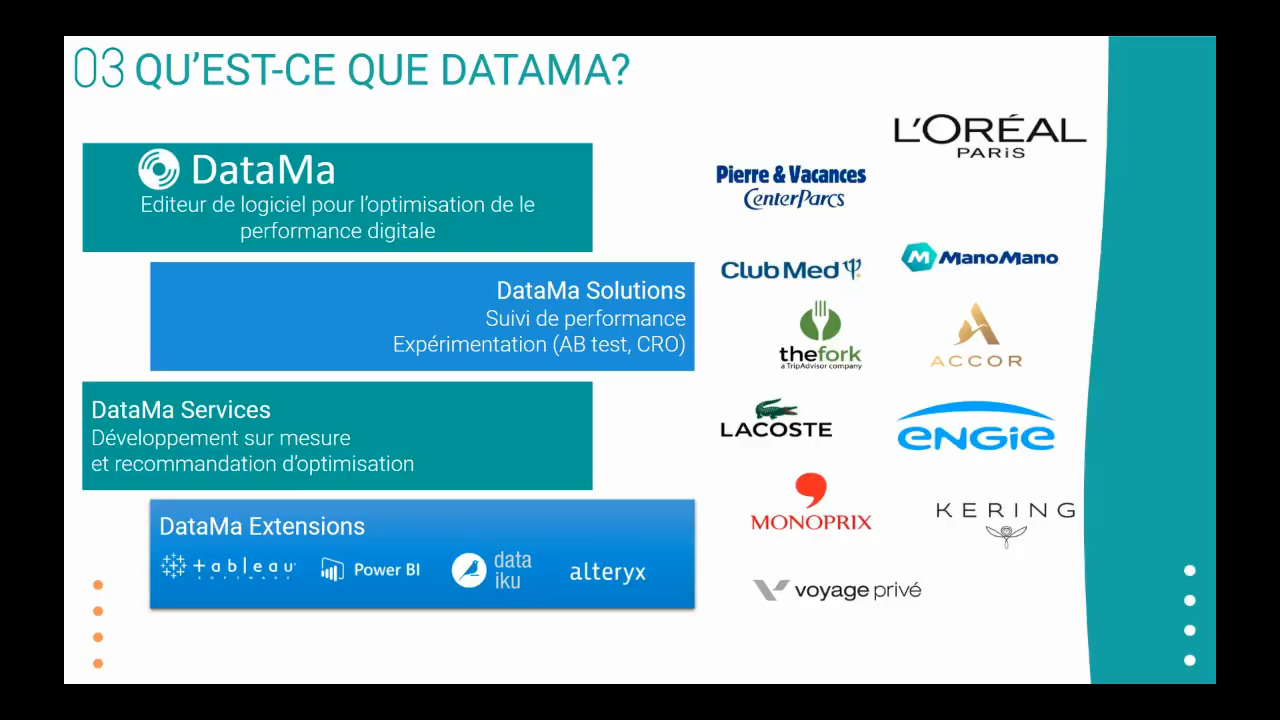 03 QU'EST-CE QUE DATAMA?
DataMa
Editeur de logiciel pour l'optimisation de le
performance digitale
DataMa Solutions
Suivi de performance
Expérimentation (AB test, CRO)
DataMa Services
Développement sur mesure
et recommandation d'optimisation
DataMa Extensions
+ableau
SOFTWARE
Power BI
data
iku
alteryx
L'ORÉAL
PARiS
Pierre & Vacances
CenterParcs
Club Med
M ManoMano
thefork
a TripAdvisor company
ACCOR
LACOSTE
ENGIE
MONOPRIX
KERING
voyage privé